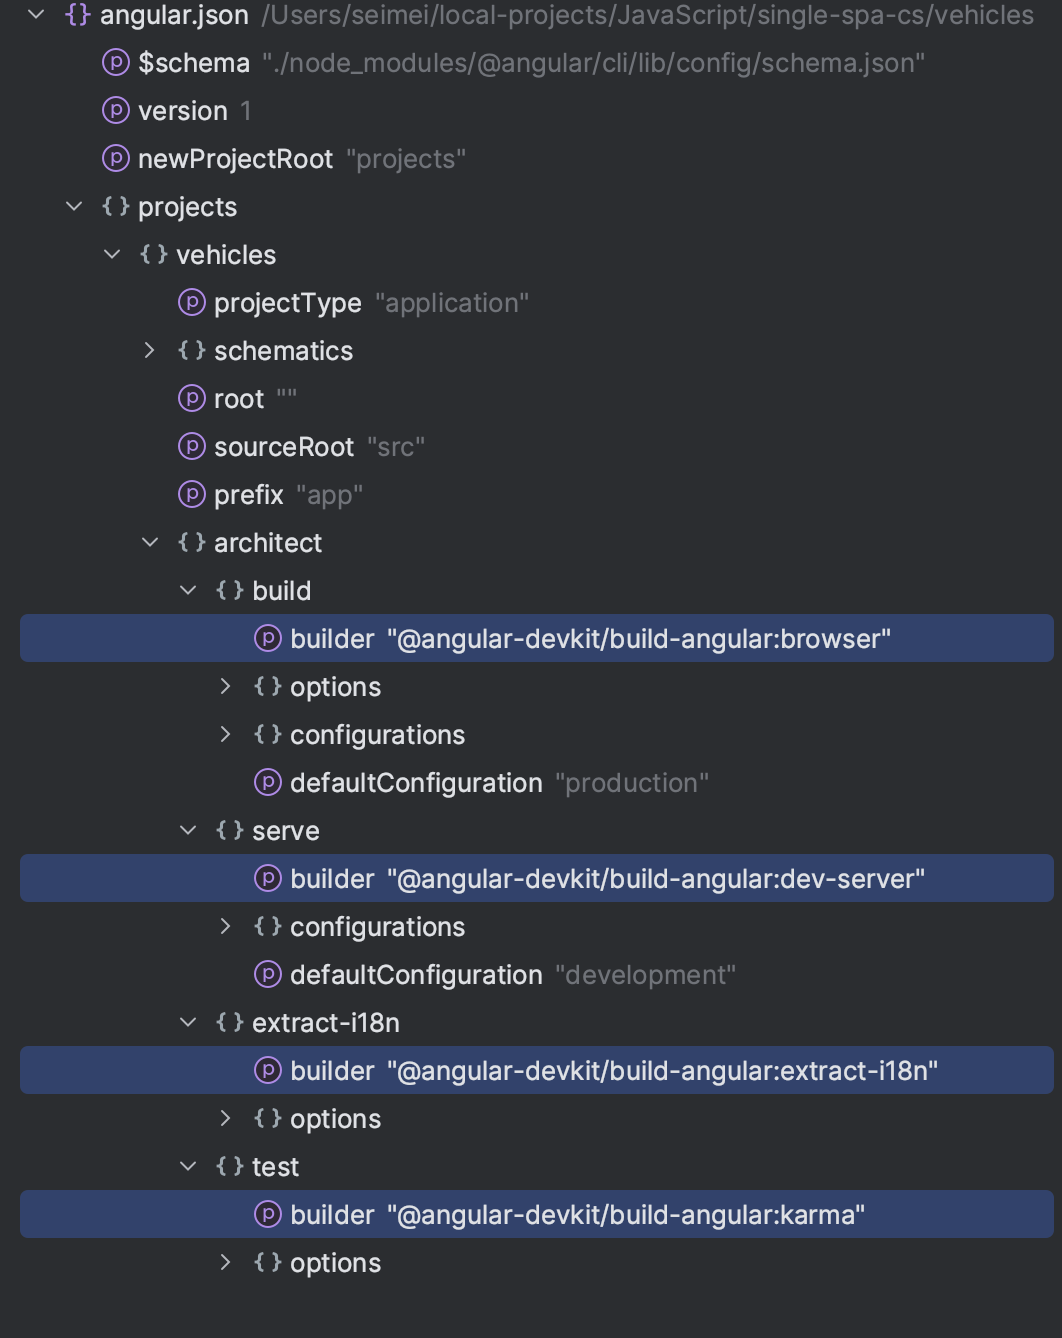 angular.json /Users/seimei/local-projects/JavaScript/single-spa-cs/vehicles
$schema "./node_modules/@angular/cli/lib/config/schema.json"
version 1
newProjectRoot "projects"
{} projects
{} vehicles
projectType "application"
{} schematics
root ""
sourceRoot "src"
prefix "app"
{} architect
{} build
builder "@angular-devkit/build-angular:browser"
{} options
{} configurations
defaultConfiguration "production"
{} serve
builder "@angular-devkit/build-angular:dev-server"
{} configurations
defaultConfiguration "development"
{} extract-i18n
builder "@angular-devkit/build-angular:extract-i18n"
{} options
{} test
builder "@angular-devkit/build-angular:karma"
{} options